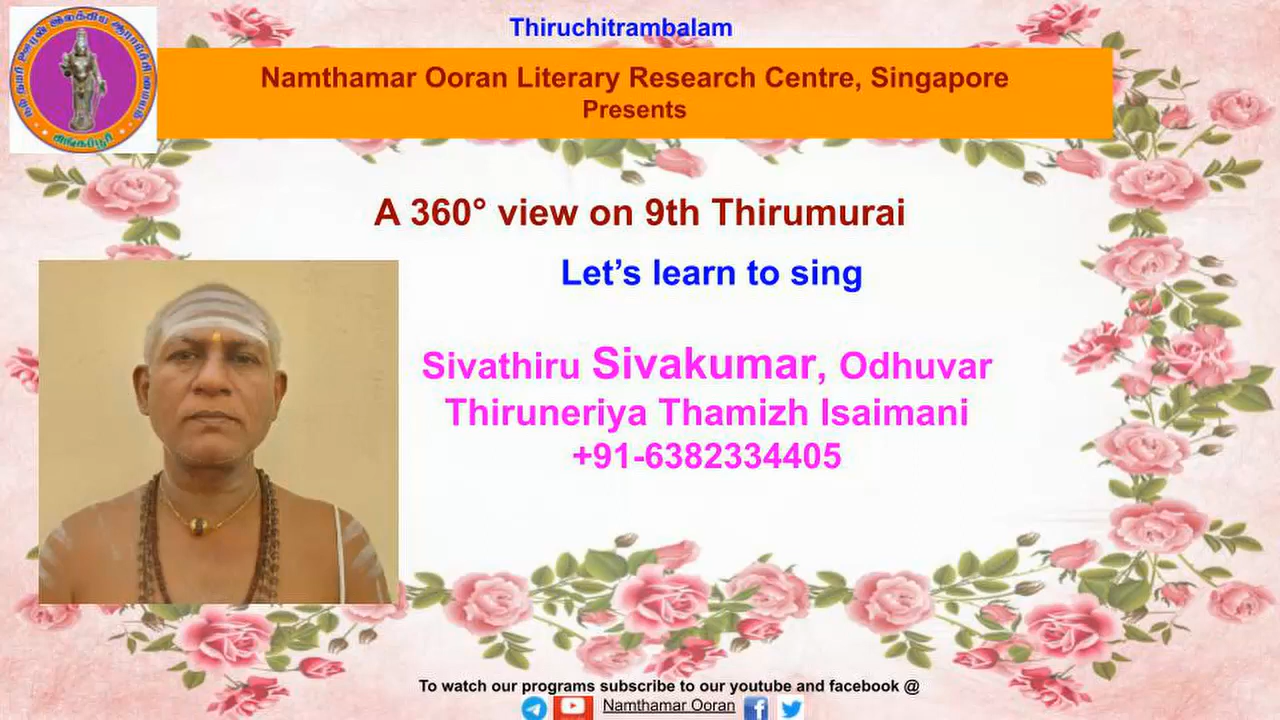 Thiruchitrambalam
Namthamar Ooran Literary Research Centre, Singapore
Presents
A 360° view on 9th Thirumurai
Let's learn to sing
Sivathiru Sivakumar, Odhuvar
Thiruneriya Thamizh Isaimani
+91-6382334405
To watch our programs subscribe to our youtube and facebook @
Namthamar Ooran